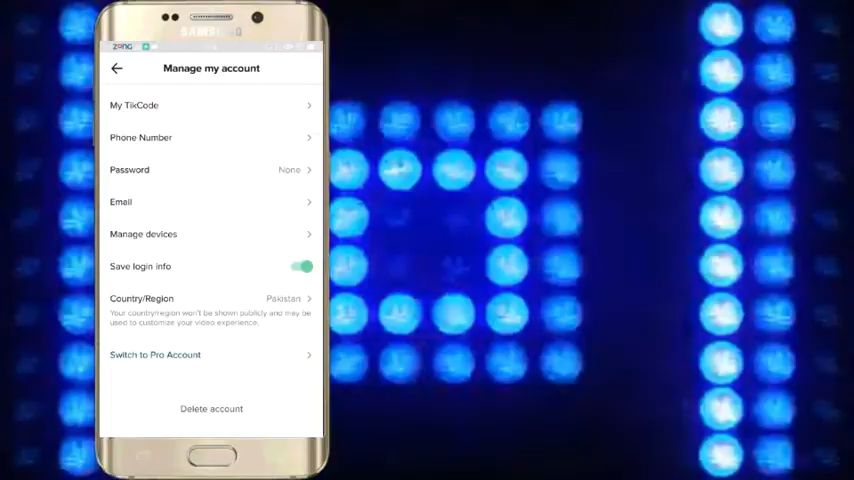 SAMSUNG
ZONG
Manage my account
My TikCode
Phone Number
Password None
Email
Manage devices
Save login info
Country/Region Pakistan
Your country/region won't be shown publicly and may be
used to customize your video experience.
Switch to Pro Account
Delete account